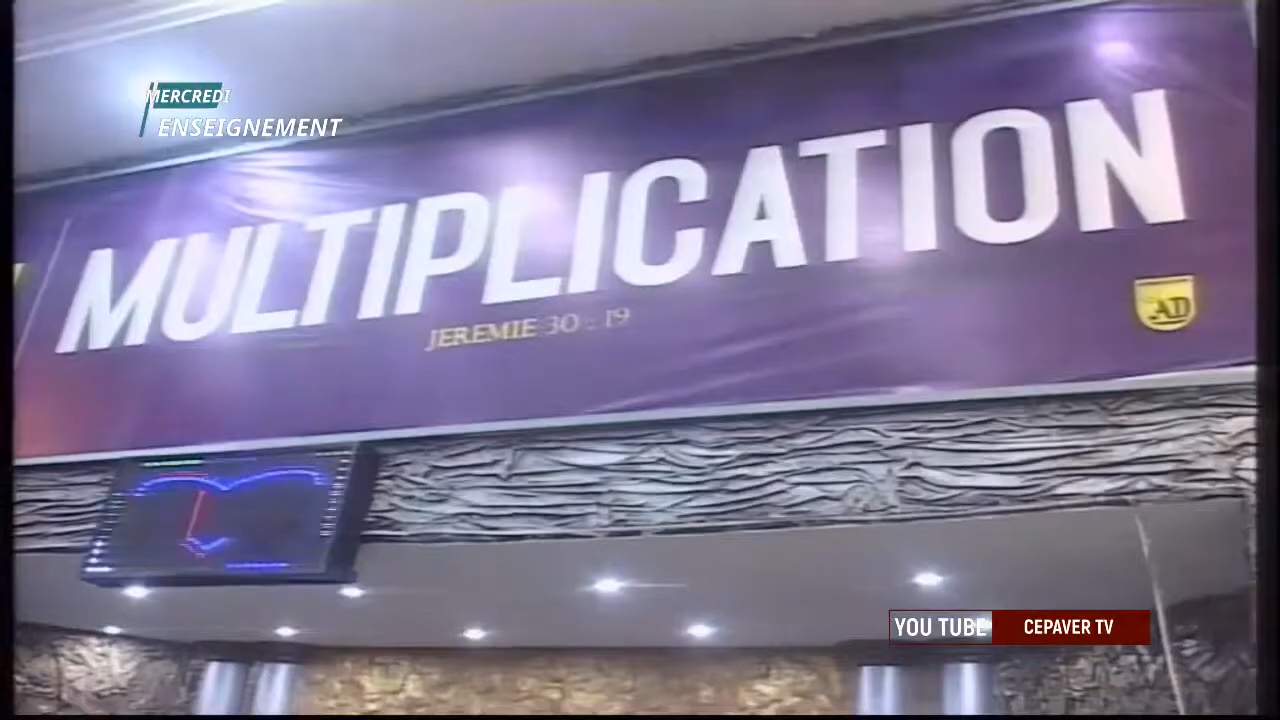 MERCREDI
ENSEIGNEMENT
MULTIPLICATION
JEREMIE 30 : 19
AD
YOU TUBE CEPAVER TV